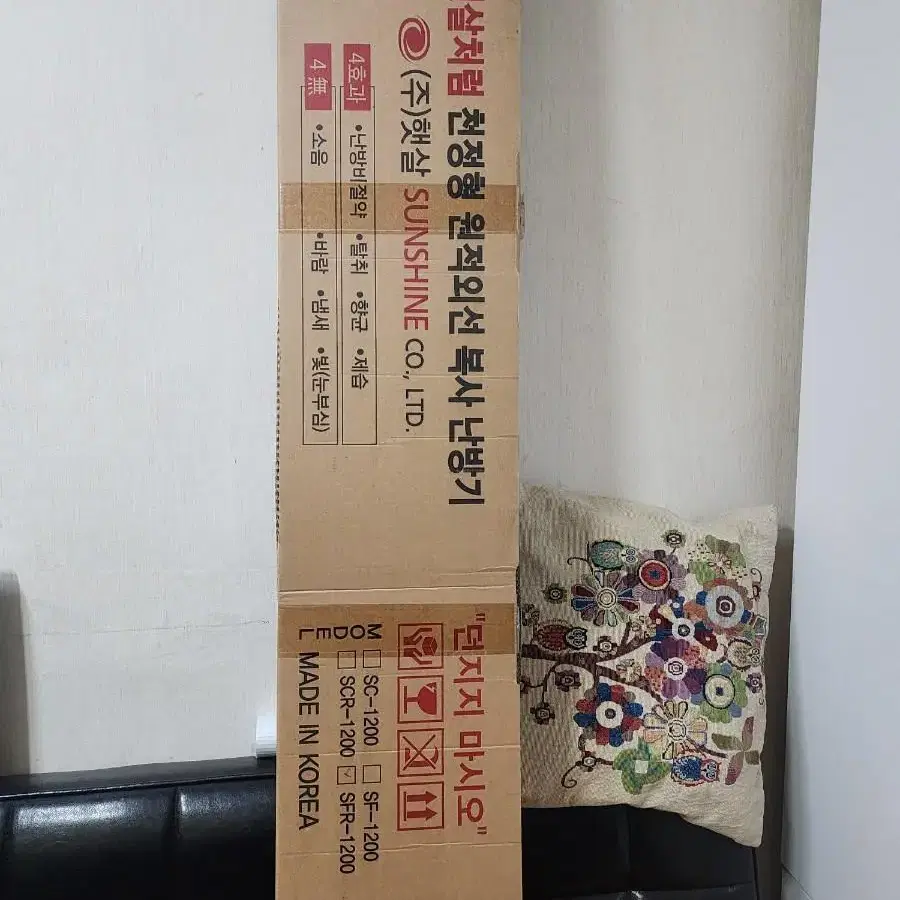 살처럼 천정형 원적외선 복사 난방기
(주)햇살 SUNSHINE CO., LTD.
4효과 •난방비절약 •탈취 •항균 •제습
4無 •소음 •바람 •냄새 •빛(눈부심)
"던지지 마시오"
MODEL
SC-1200 SF-1200
SCR-1200 SFR-1200
MADE IN KOREA